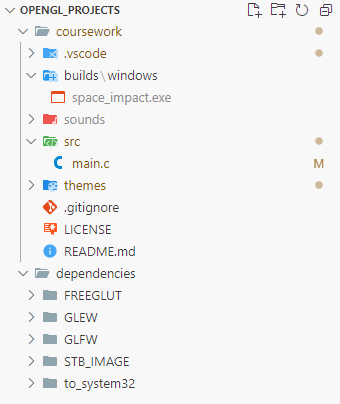 OPENGL_PROJECTS
coursework
.vscode
builds\windows
space_impact.exe
sounds
src
main.c M
themes
.gitignore
LICENSE
README.md
dependencies
FREEGLUT
GLEW
GLFW
STB_IMAGE
to_system32